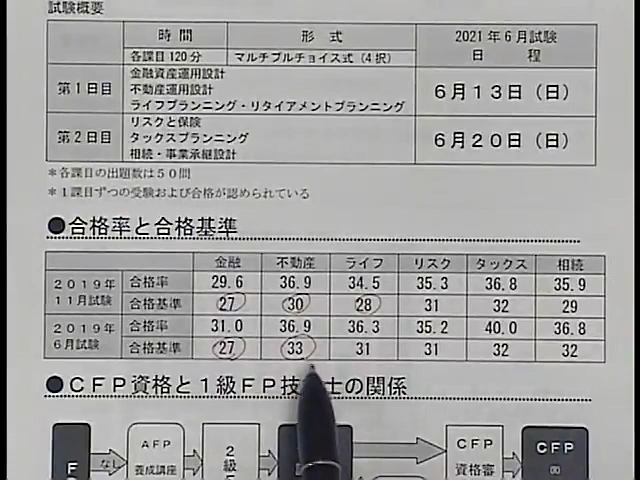 試験概要
時間 形式 2021年6月試験
各課目120分 マルチプルチョイス式(4択) 日程
第1日目 金融資産運用設計
不動産運用設計 6月13日(日)
ライフプランニング・リタイアメントプランニング
第2日目 リスクと保険
タックスプランニング 6月20日(日)
相続・事業承継設計
*各課目の出題数は50問
*1課目ずつの受験および合格が認められている
●合格率と合格基準
金融 不動産 ライフ リスク タックス 相続
2019年 合格率 29.6 36.9 34.5 35.3 36.8 35.9
11月試験 合格基準 27 30 28 31 32 29
2019年 合格率 31.0 36.9 36.3 35.2 40.0 36.8
6月試験 合格基準 27 33 31 31 32 32
●CFP資格と1級FP技 士の関係
AFP
養成講座
なし
2
級
CFP
資格審
CFP